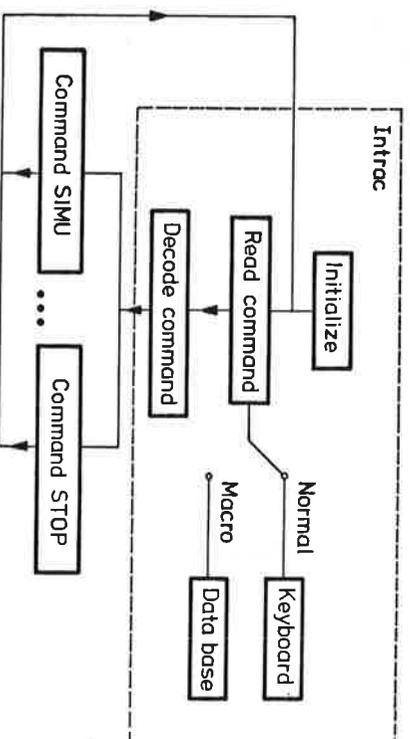 Intrac
Initialize
Read command
Decode command
Normal
Macro
Keyboard
Data base
Command SIMU
Command STOP